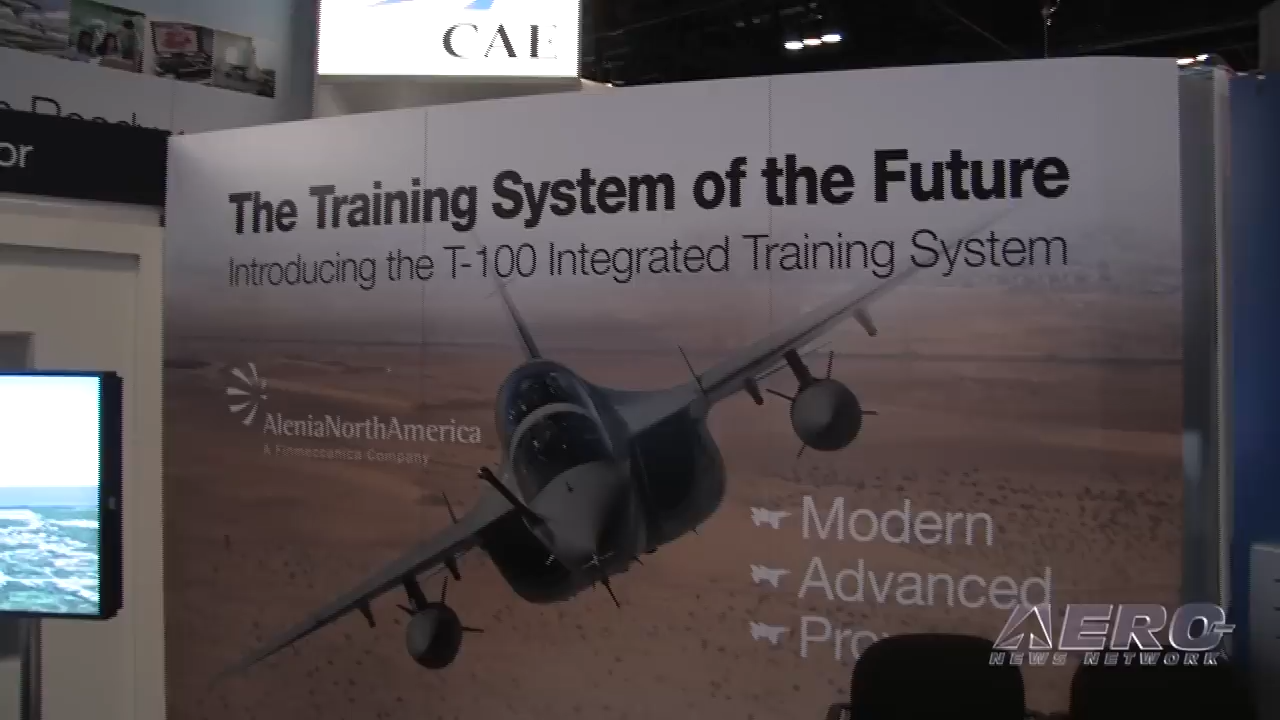 CAE
or
The Training System of the Future
Introducing the T-100 Integrated Training System
AleniaNorthAmerica
A Finmeccanica Company
Modern
Advanced
AERO
NEWS NETWORK